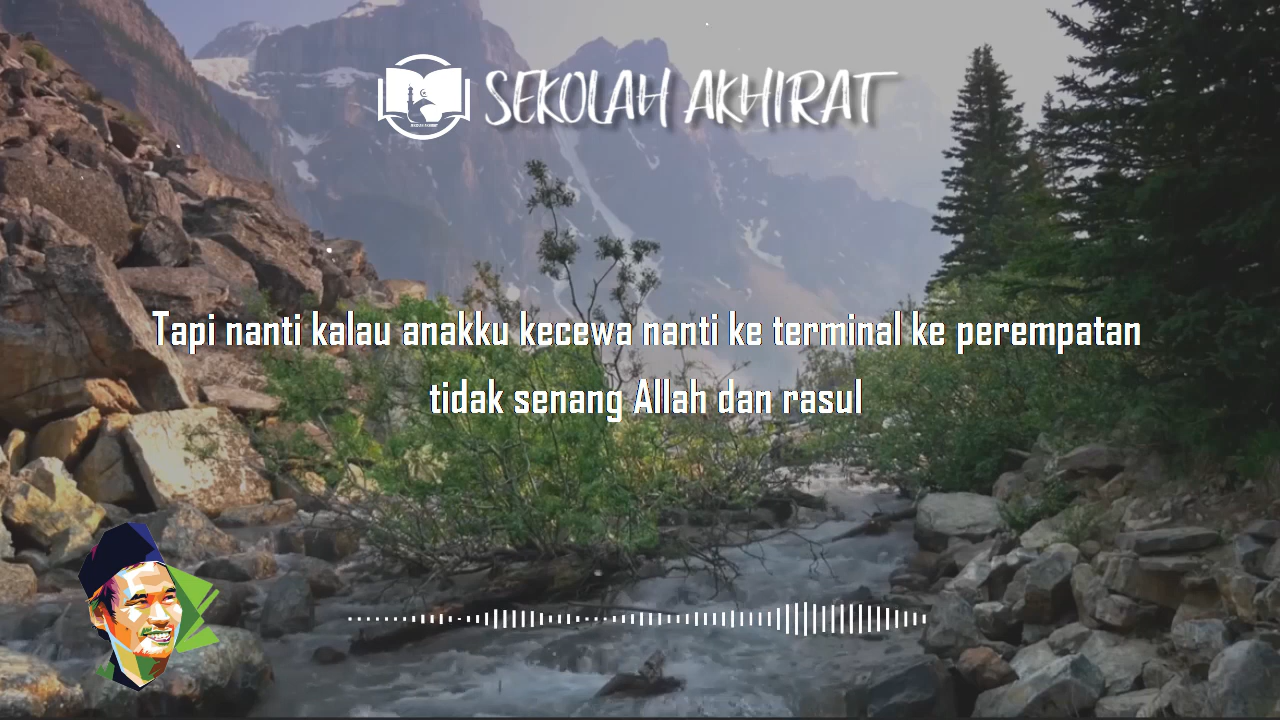 SEKOLAH AKHIRAT
Tapi nanti kalau anakku kecewa nanti ke terminal ke perempatan
tidak senang Allah dan rasul